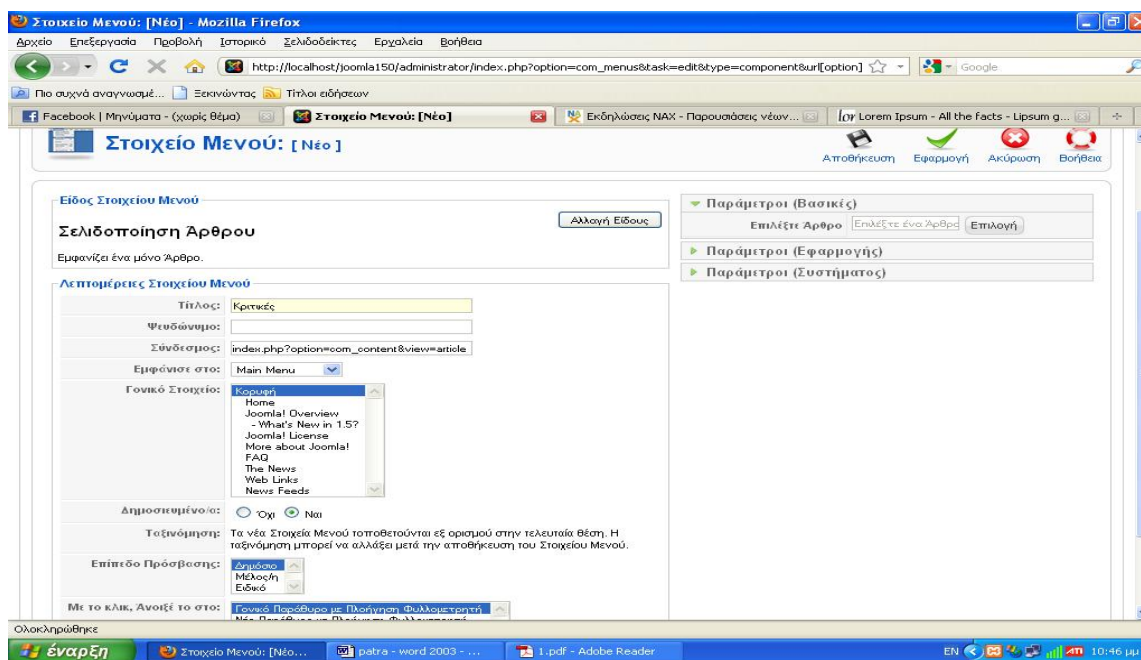 Στοιχείο Μενού: [Νέο] - Mozilla Firefox
Αρχείο Επεξεργασία Προβολή Ιστορικό Σελιδοδείκτες Εργαλεία Βοήθεια
http://localhost/joomla150/administrator/index.php?option=com_menus&task=edit&type=component&url[option] Google
Πιο συχνά αναγνωσμέ... Ξεκινώντας Τίτλοι ειδήσεων
Facebook | Μηνύματα - (χωρίς θέμα) Στοιχείο Μενού: [Νέο] Εκδηλώσεις ΝΑΧ - Παρουσιάσεις νέων... Lorem Ipsum - All the facts - Lipsum g...
Στοιχείο Μενού: [ Νέο ]
Αποθήκευση Εφαρμογή Ακύρωση Βοήθεια
Είδος Στοιχείου Μενού
Αλλαγή Είδους
Σελιδοποίηση Άρθρου
Εμφανίζει ένα μόνο Άρθρο.
Παράμετροι (Βασικές)
Επιλέξτε Άρθρο Επιλέξτε ένα Άρθρο Επιλογή
Παράμετροι (Εφαρμογής)
Παράμετροι (Συστήματος)
Λεπτομέρειες Στοιχείου Μενού
Τίτλος: Κριτικές
Ψευδώνυμο:
Σύνδεσμος: index.php?option=com_content&view=article
Εμφάνισε στο: Main Menu
Γονικό Στοιχείο: Κορυφή
Home
Joomla! Overview
- What's New in 1.5?
Joomla! License
More about Joomla!
FAQ
The News
Web Links
News Feeds
Δημοσιευμένο/α: Όχι Ναι
Ταξινόμηση: Τα νέα Στοιχεία Μενού τοποθετούνται εξ ορισμού στην τελευταία θέση. Η
ταξινόμηση μπορεί να αλλάξει μετά την αποθήκευση του Στοιχείου Μενού.
Επίπεδο Πρόσβασης: Δημόσιο
Μέλος/η
Ειδικό
Με το κλικ, Άνοιξέ το στο: Γονικό Παράθυρο με Πλοήγηση Φυλλομετρητή
Ολοκληρώθηκε
έναρξη Στοιχείο Μενού: [Νέο... patra - word 2003 - ... 1.pdf - Adobe Reader EN 10:46 μμ